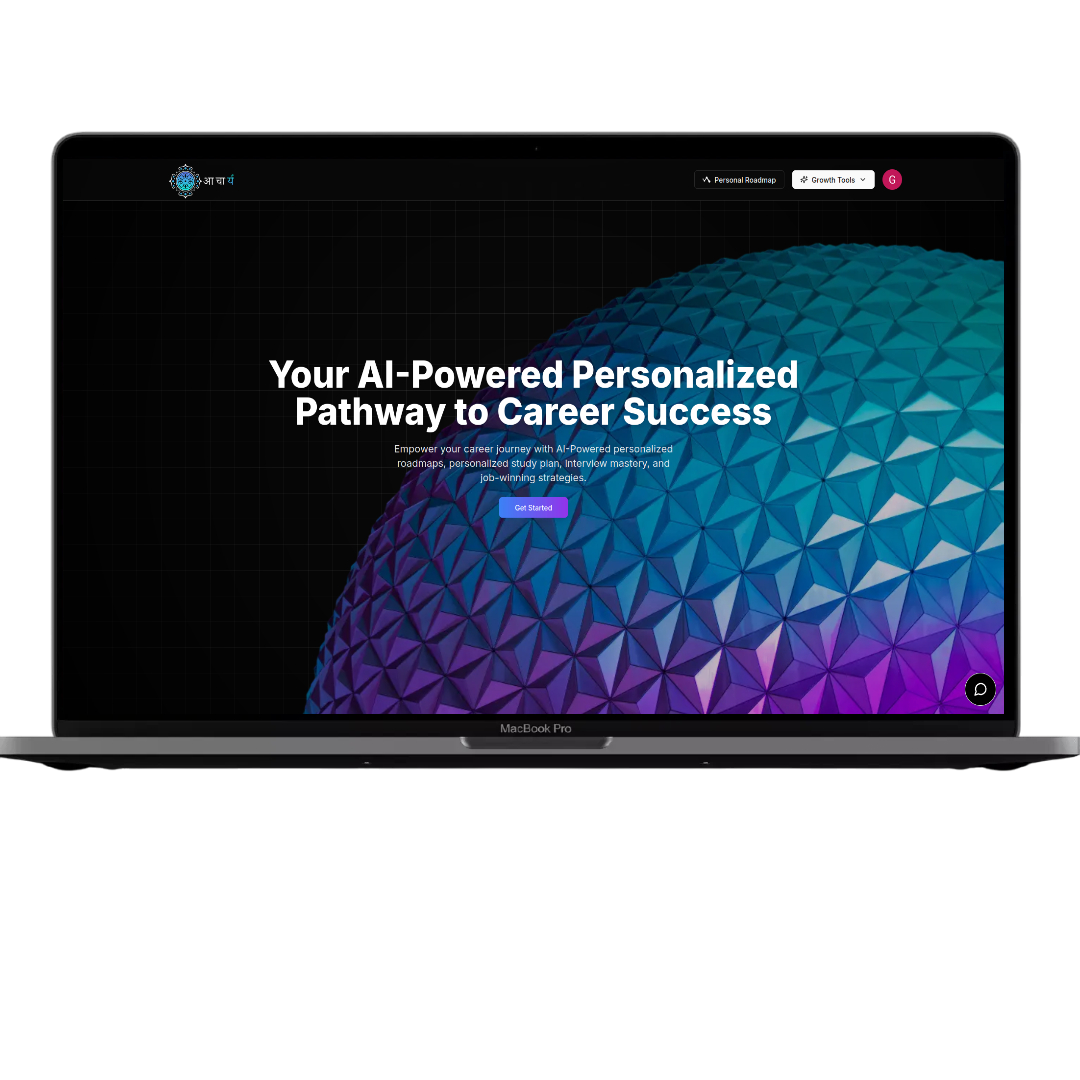 आ चा र्य
Personal Roadmap
Growth Tools
G
Your AI-Powered Personalized
Pathway to Career Success
Empower your career journey with AI-Powered personalized
roadmaps, personalized study plan, interview mastery, and
job-winning strategies.
Get Started
MacBook Pro